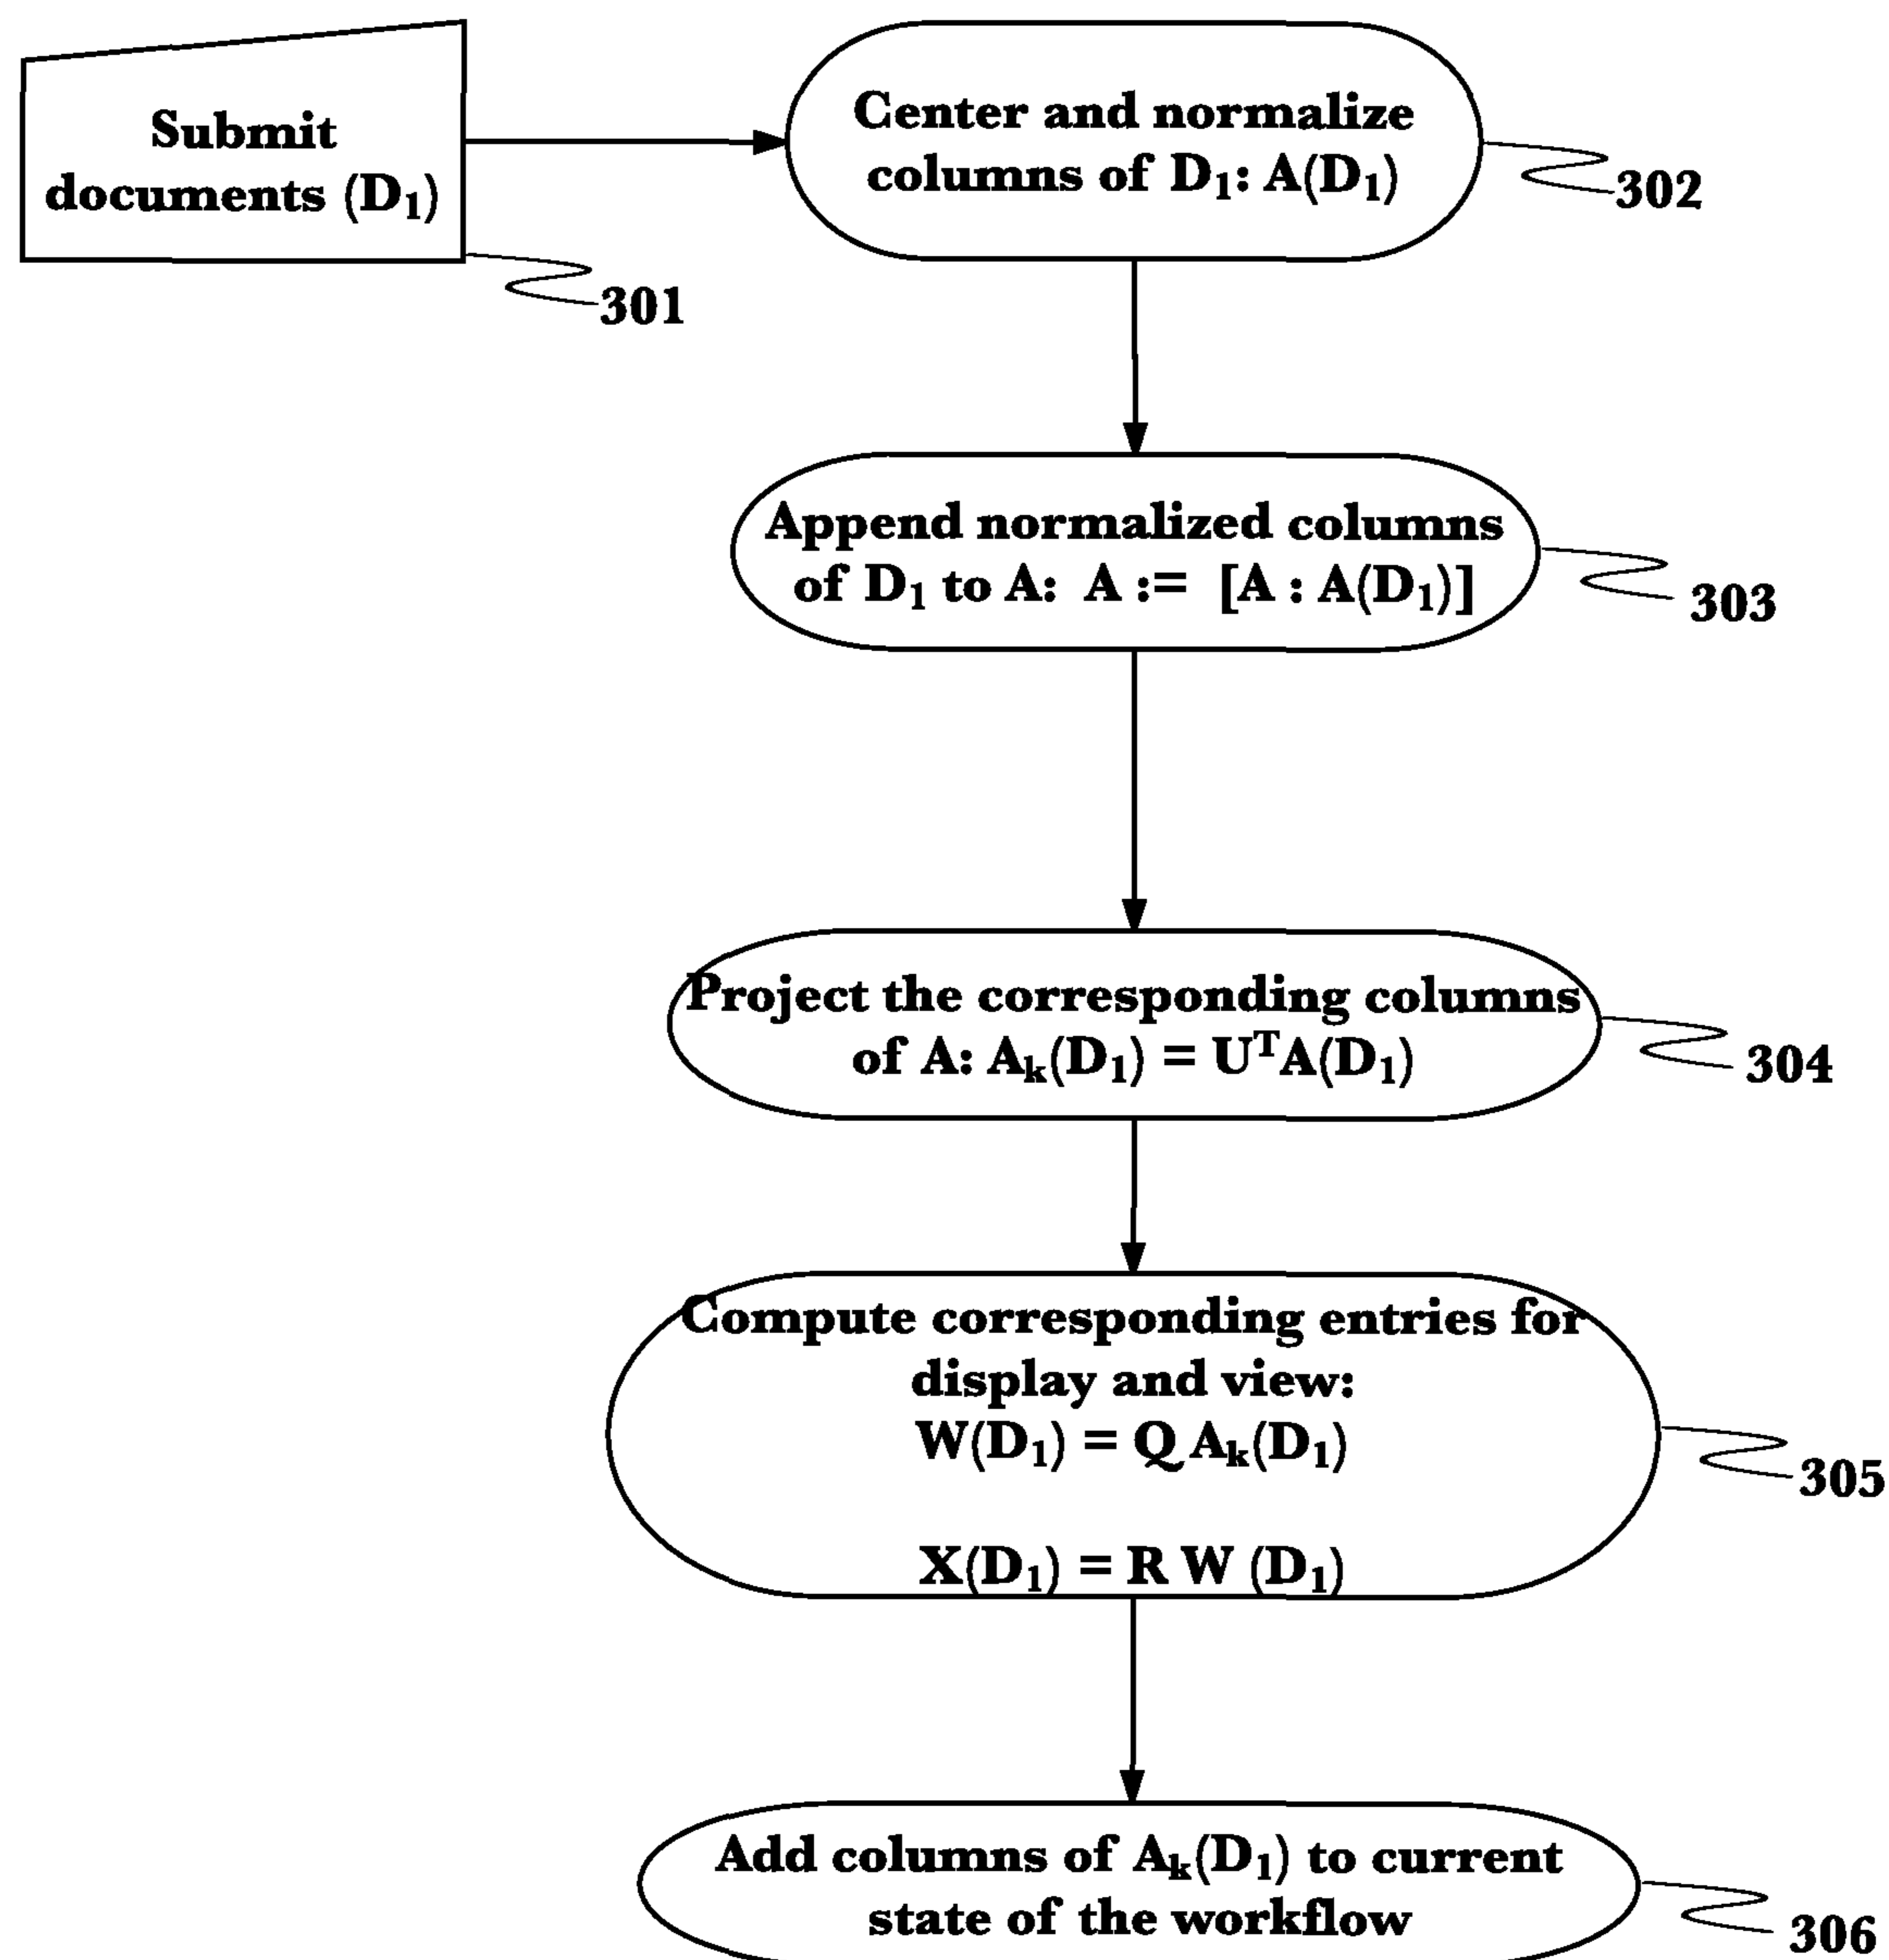 Submit
documents (D₁)
301
Center and normalize
columns of D₁: A(D₁)
302
Append normalized columns
of D₁ to A: A := [A : A(D₁)]
303
Project the corresponding columns
of A: Aₖ(D₁) = UᵀA(D₁)
304
Compute corresponding entries for
display and view:
W(D₁) = Q Aₖ(D₁)
X(D₁) = R W (D₁)
305
Add columns of Aₖ(D₁) to current
state of the workflow
306